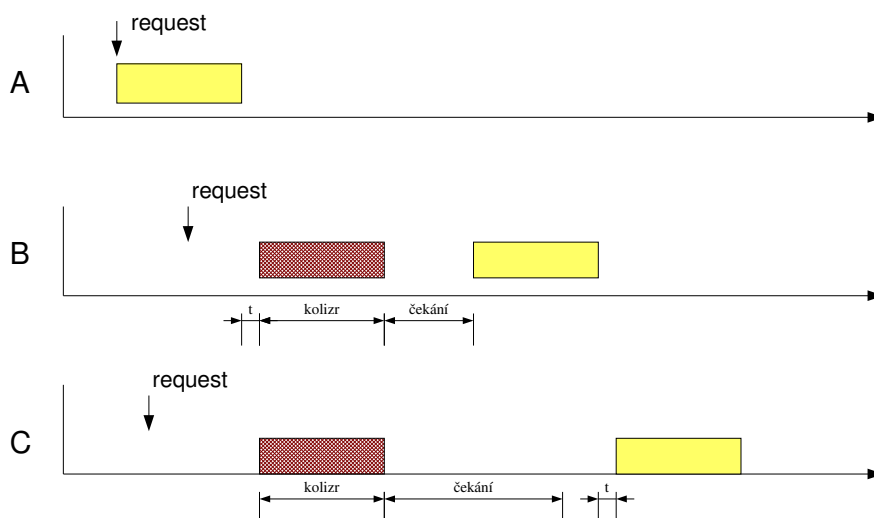 request
A
request
B
t
kolizr
čekání
request
C
kolizr
čekání
t